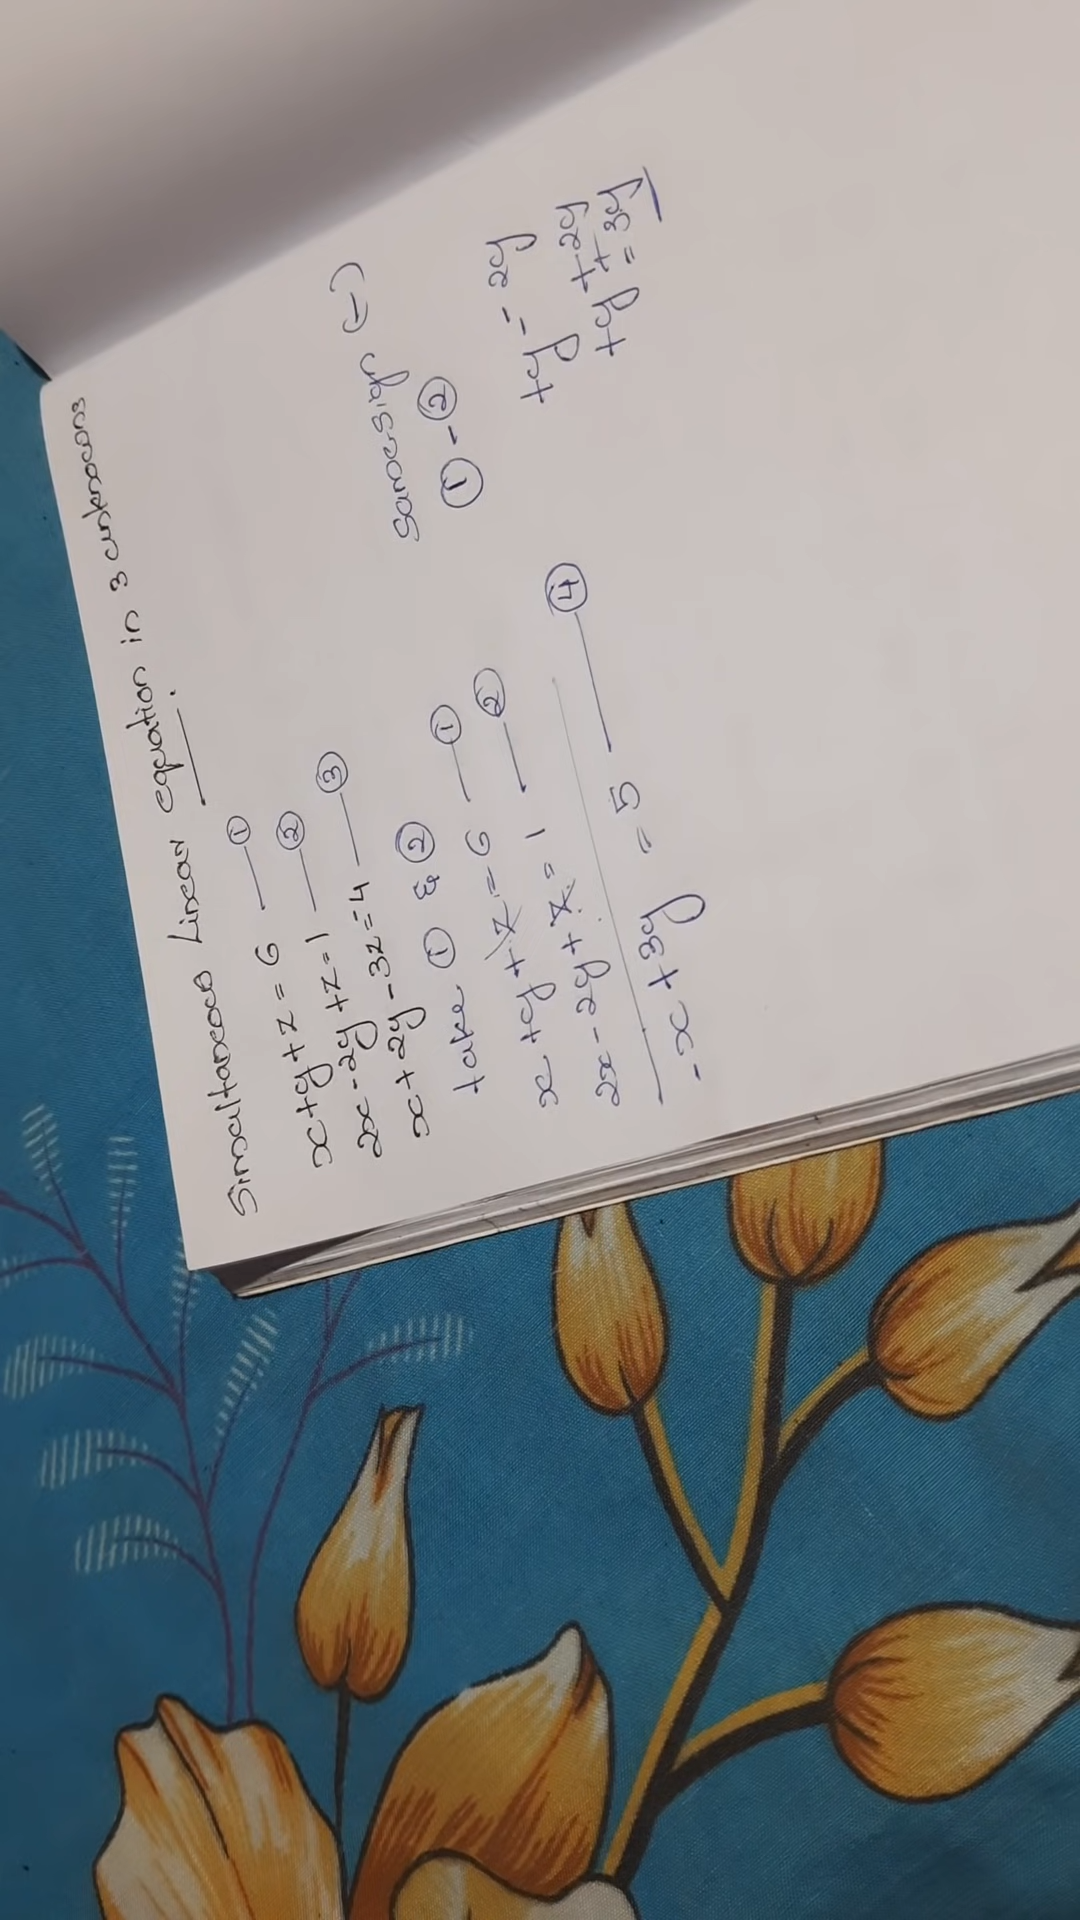 Simultaneous Linear equation in 3 unknowns
x+y+z=6 —①
2x-2y+z=1 —②
x+2y-3z=4 —③
take ① & ②
x+y+z=6 —①
2x-2y+z=1 —②
-x+3y =5 —④
Same sign (-)
①-②
+y - - 2y
+y + + 2y
= 3y